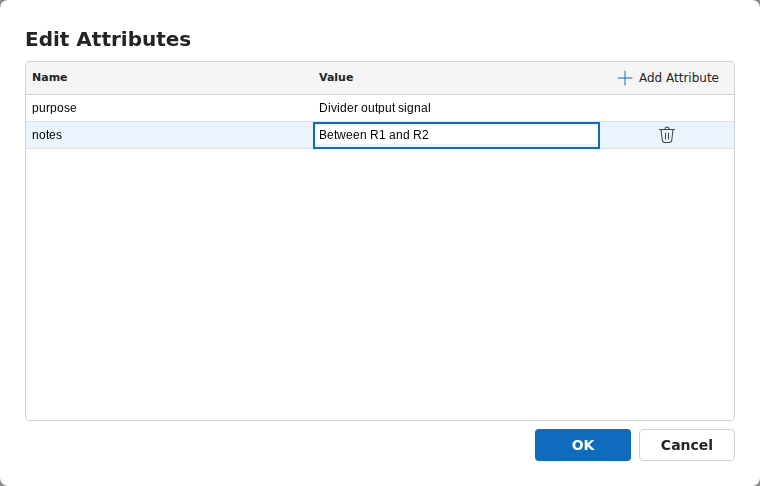 Edit Attributes
Name Value Add Attribute
purpose Divider output signal
notes Between R1 and R2
OK Cancel